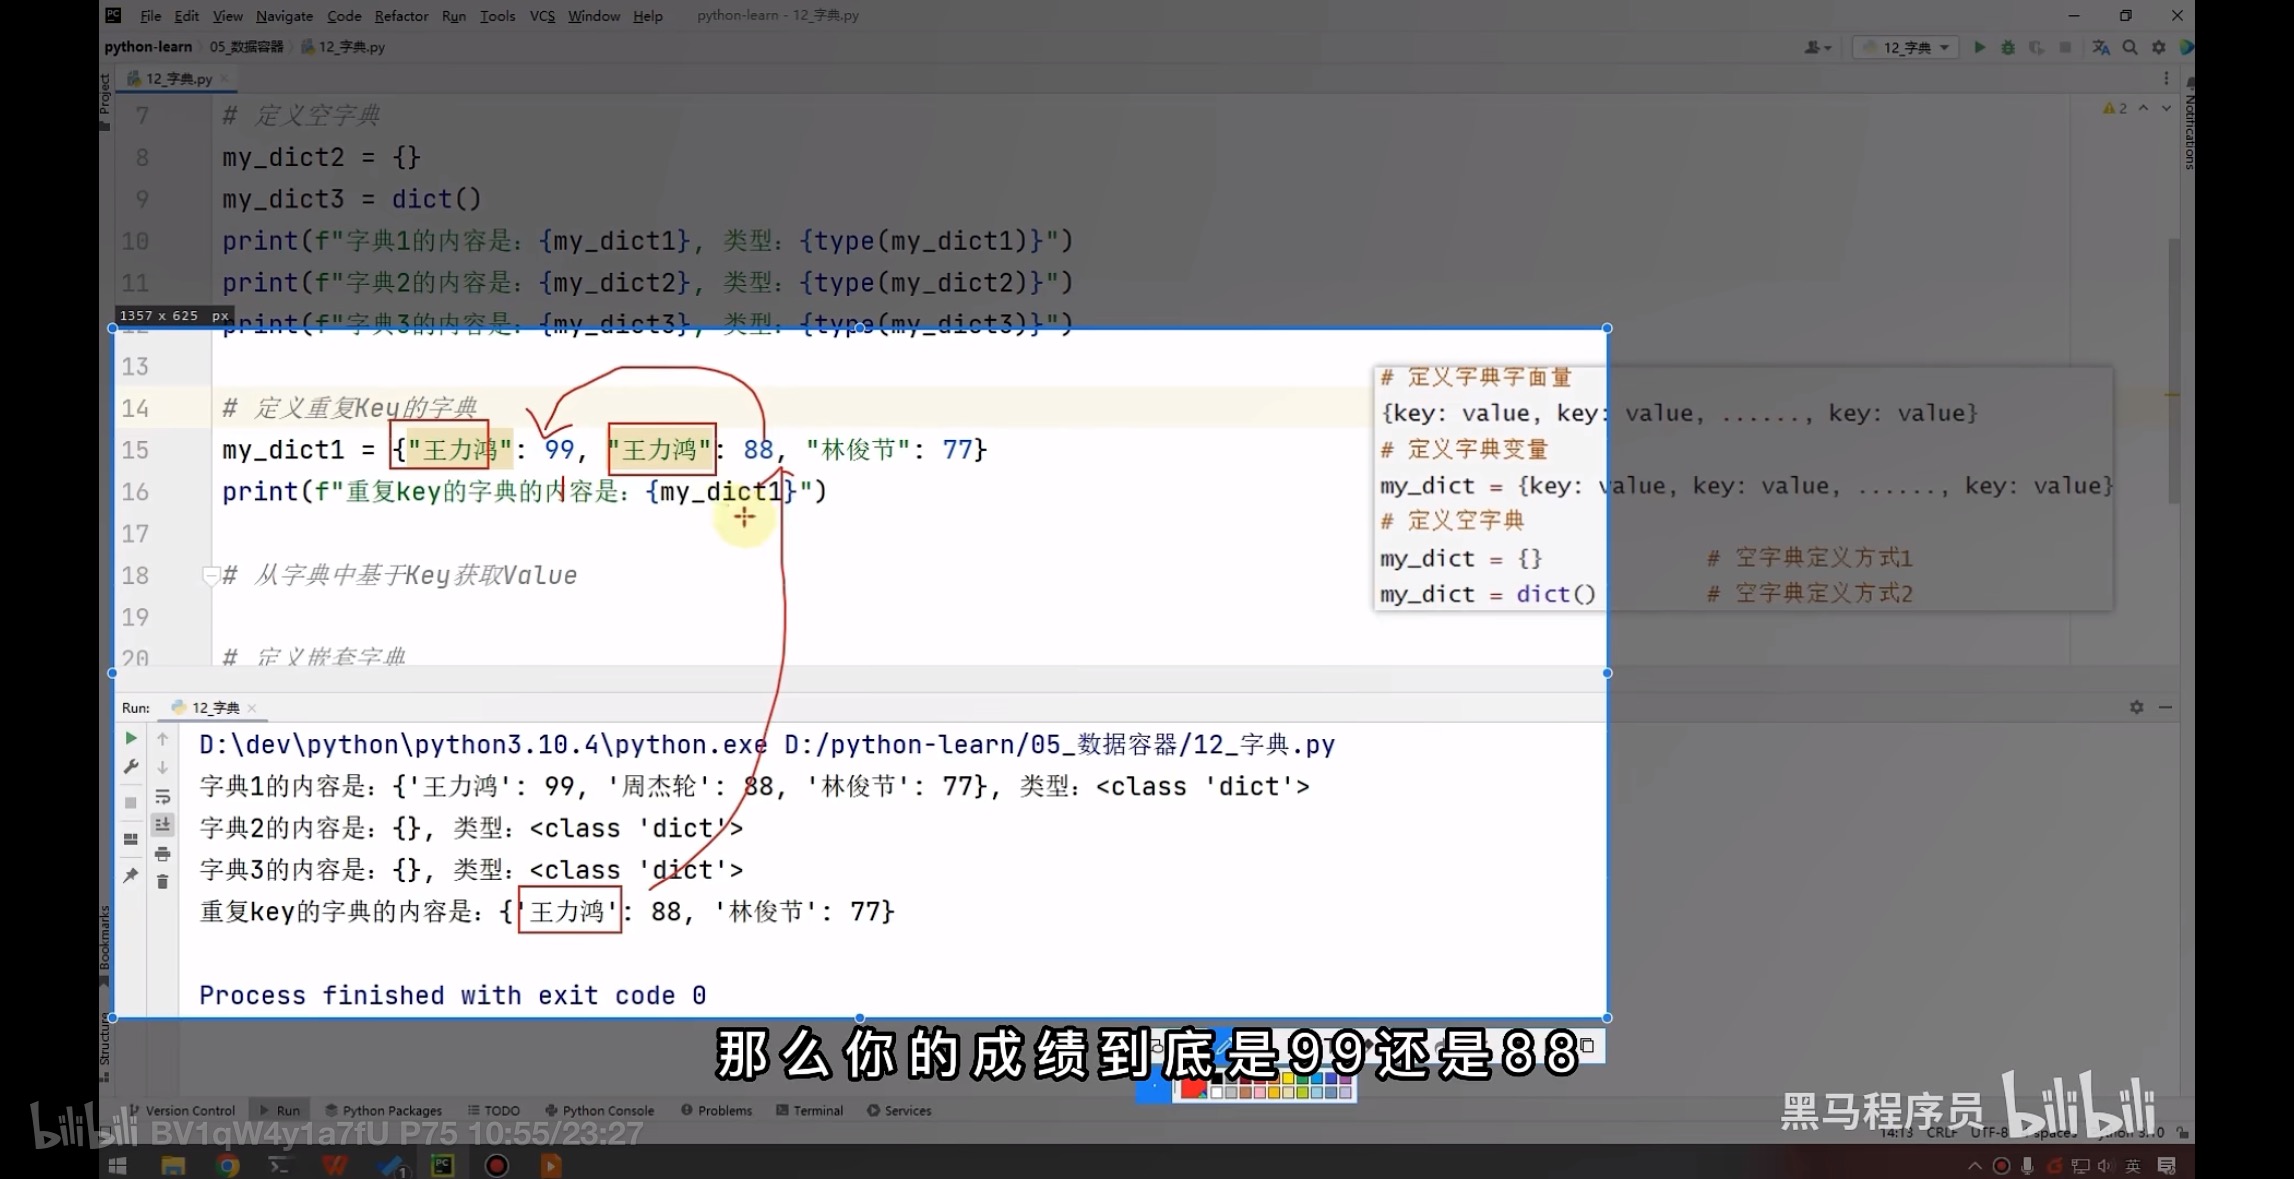 File Edit View Navigate Code Refactor Run Tools VCS Window Help python-learn - 12_字典.py
python-learn 05_数据容器 12_字典.py 12_字典
Project 12_字典.py
7 # 定义空字典
2
8 my_dict2 = {}
9 my_dict3 = dict()
10 print(f"字典1的内容是：{my_dict1}, 类型：{type(my_dict1)}")
11 print(f"字典2的内容是：{my_dict2}, 类型：{type(my_dict2)}")
1357 x 625 px
12 print(f"字典3的内容是：{my_dict3}, 类型：{type(my_dict3)}")
13
14 # 定义重复Key的字典
15 my_dict1 = {"王力鸿": 99, "王力鸿": 88, "林俊节": 77}
16 print(f"重复key的字典的内容是：{my_dict1}")
17
18 # 从字典中基于Key获取Value
19
20 # 定义嵌套字典
# 定义字典字面量
{key: value, key: value, ......, key: value}
# 定义字典变量
my_dict = {key: value, key: value, ......, key: value}
# 定义空字典
my_dict = {} # 空字典定义方式1
my_dict = dict() # 空字典定义方式2
Notifications
Run: 12_字典
D:\dev\python\python3.10.4\python.exe D:/python-learn/05_数据容器/12_字典.py
字典1的内容是：{'王力鸿': 99, '周杰轮': 88, '林俊节': 77}, 类型：<class 'dict'>
字典2的内容是：{}, 类型：<class 'dict'>
字典3的内容是：{}, 类型：<class 'dict'>
重复key的字典的内容是：{'王力鸿': 88, '林俊节': 77}
Process finished with exit code 0
Bookmarks
Structure
那么你的成绩到底是99还是88
Version Control Run Python Packages TODO Python Console Problems Terminal Services
bilibili BV1qW4y1a7fU P75 10:55/23:27
黑马程序员 bilibili
14:13 CRLF UTF-8 spaces Python 3.10
英